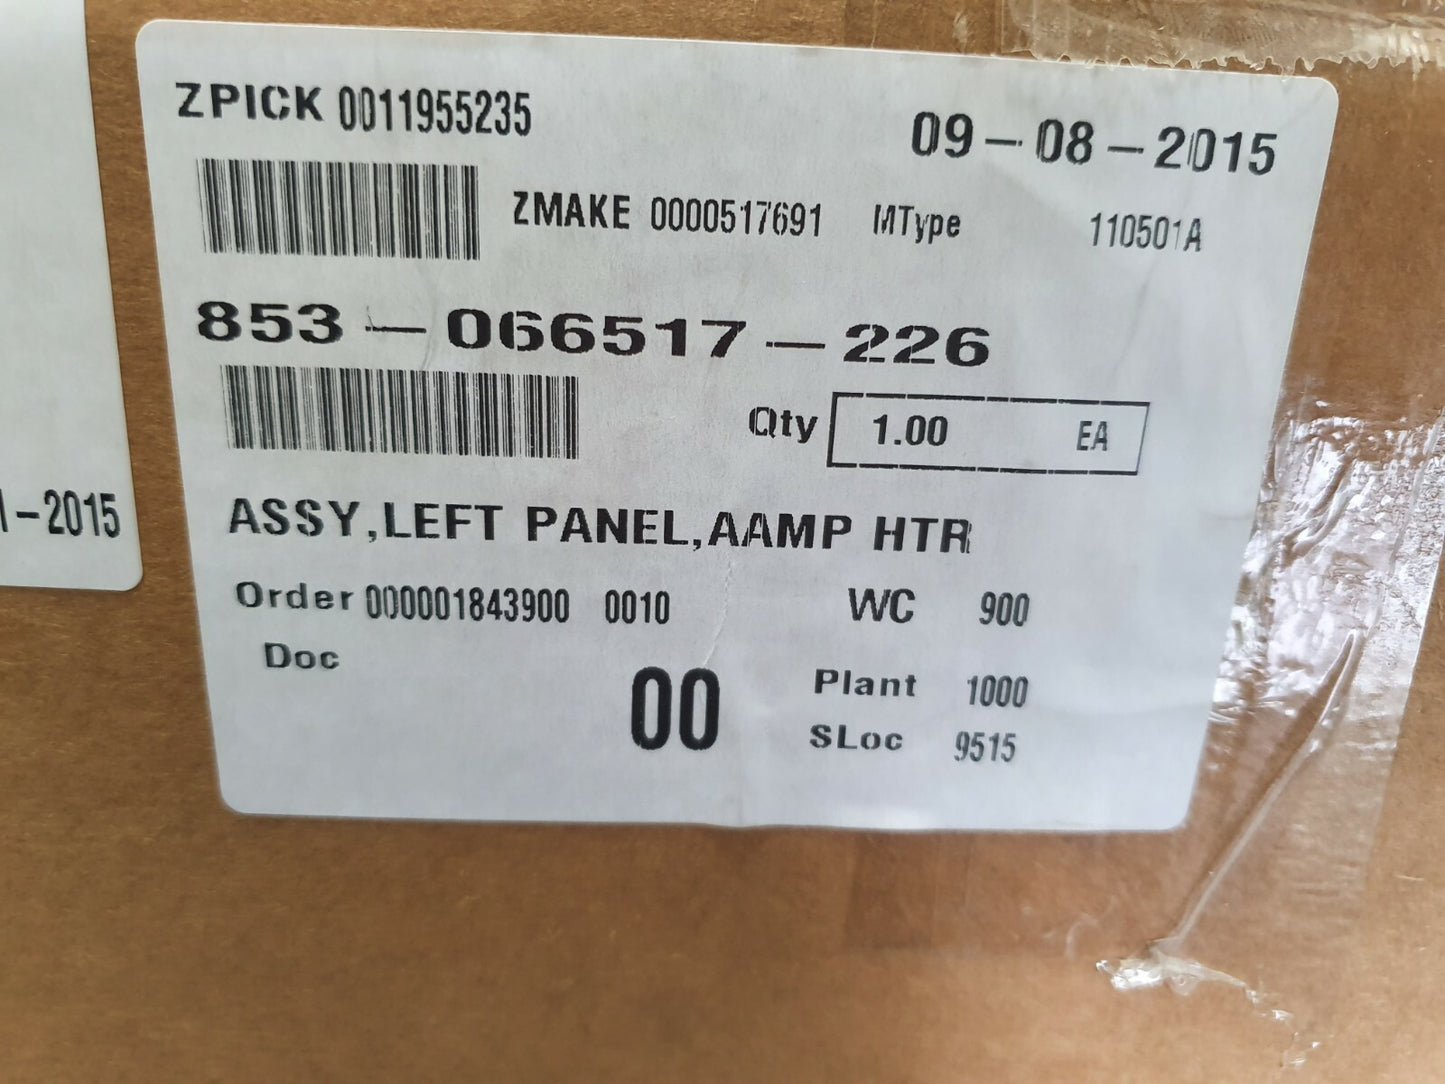 ZPICK 0011955235
09-08-2015
ZMAKE 0000517691 MType 110501A
853-066517-226
Qty 1.00 EA
ASSY,LEFT PANEL,AAMP HTR
Order 000001843900 0010 WC 900
Doc
00
Plant 1000
SLoc 9515
-2015